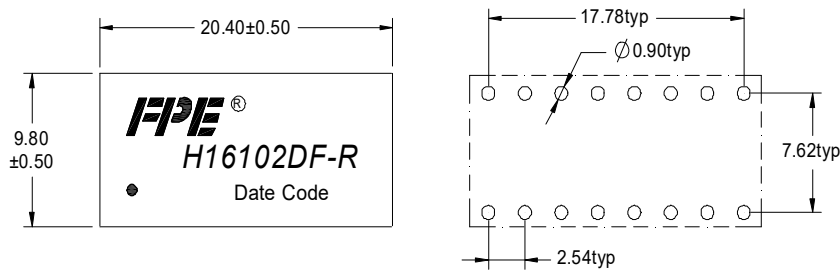 20.40±0.50
9.80
±0.50
FPE®
H16102DF-R
Date Code
17.78typ
∅0.90typ
7.62typ
2.54typ